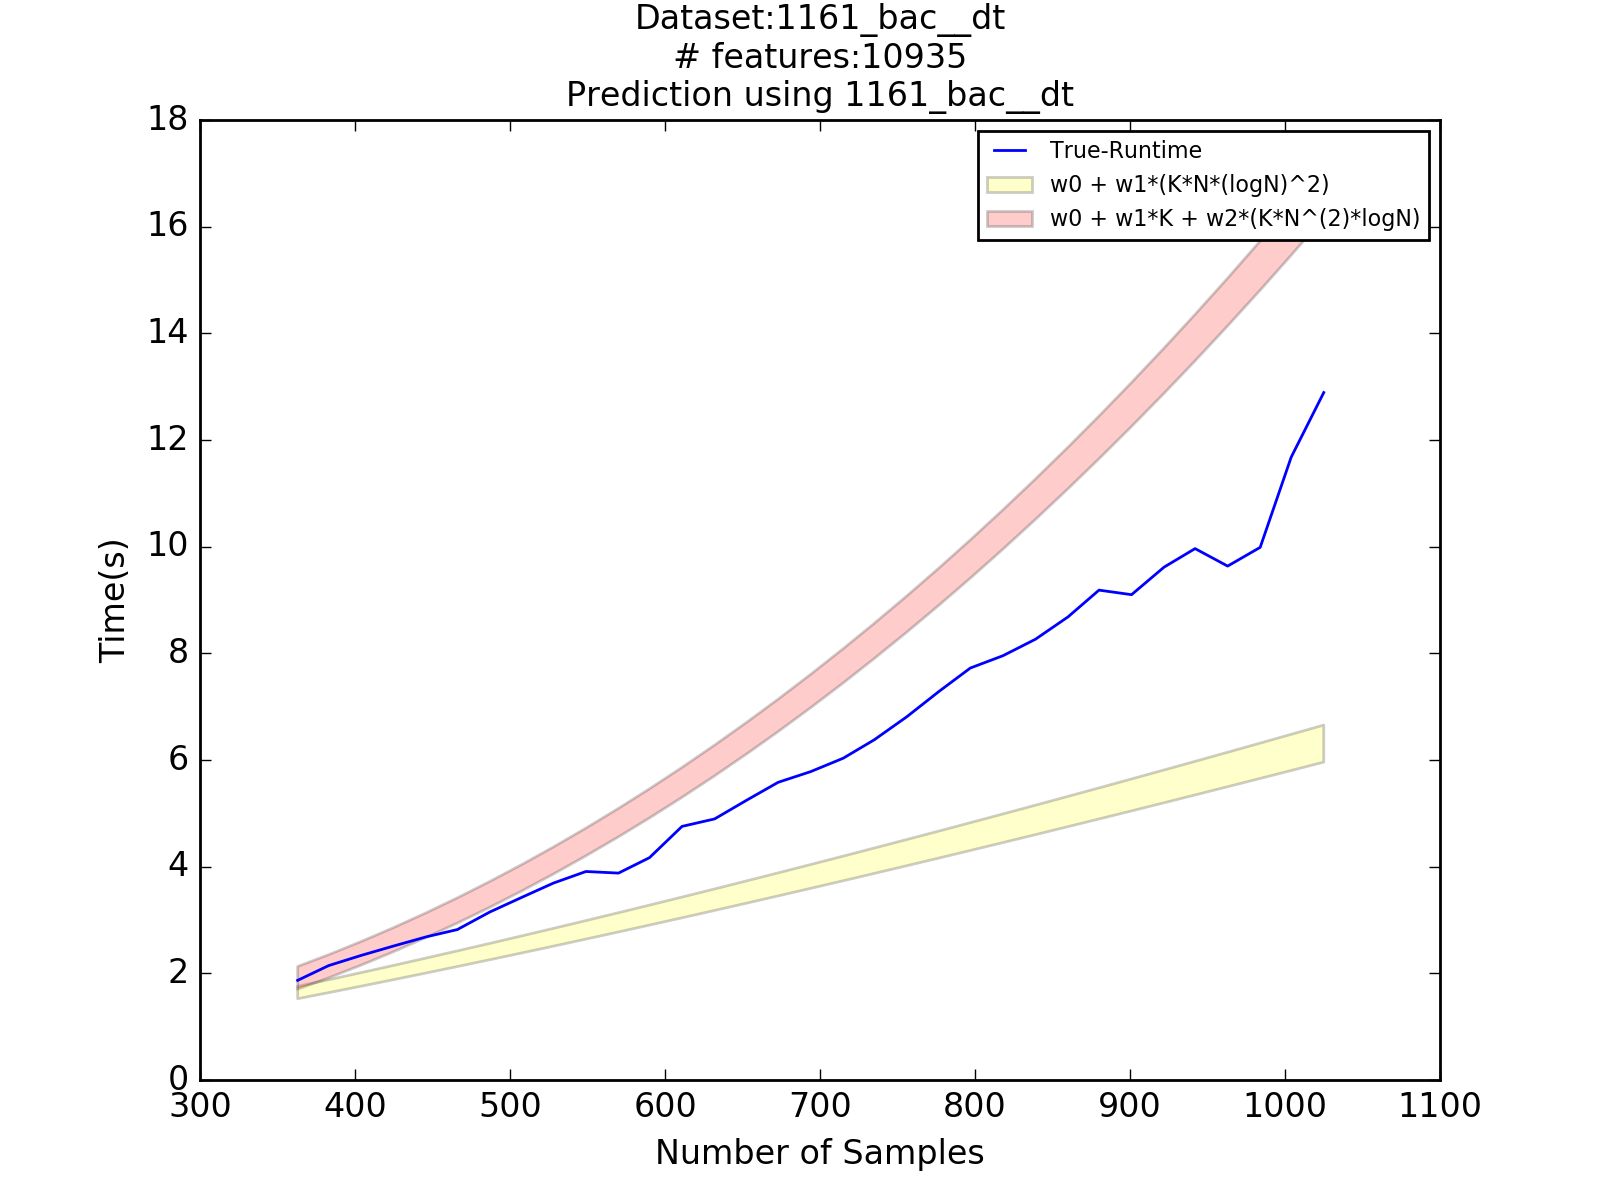 Dataset:1161_bac__dt
# features:10935
Prediction using 1161_bac__dt
True-Runtime
w0 + w1*(K*N*(logN)^2)
w0 + w1*K + w2*(K*N^(2)*logN)
18
16
14
12
10
8
6
4
2
0
Time(s)
300 400 500 600 700 800 900 1000 1100
Number of Samples